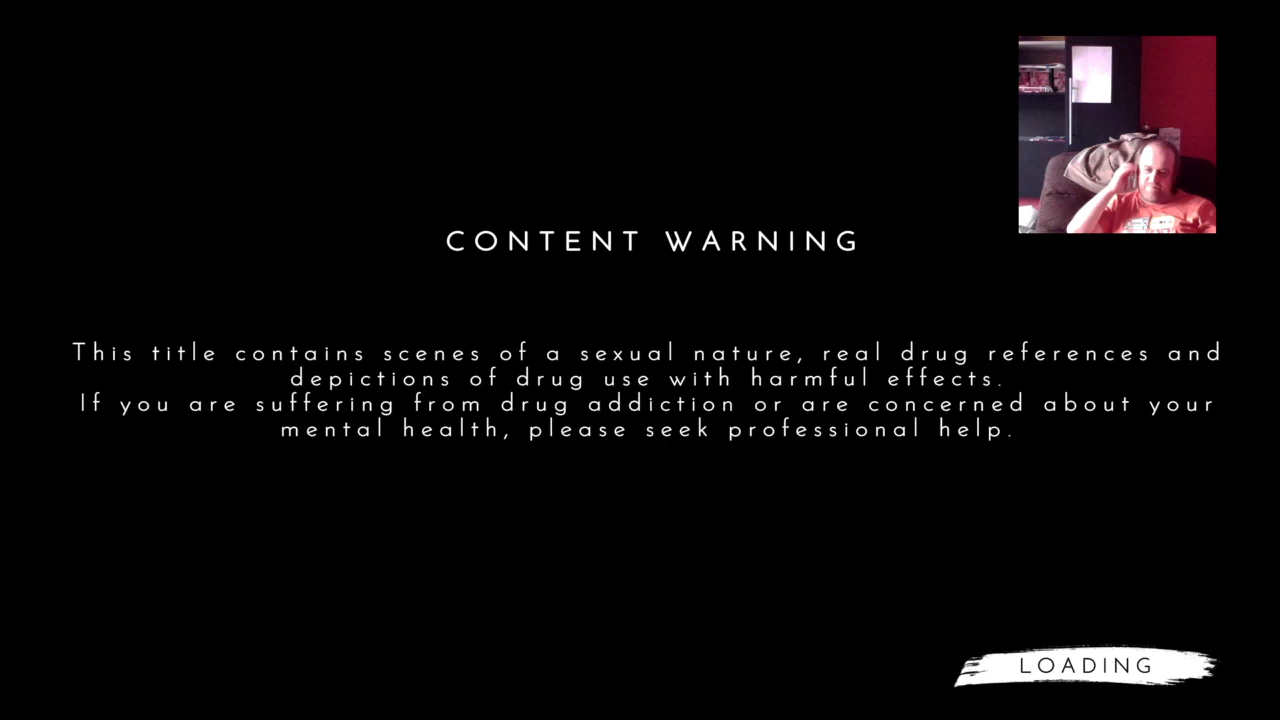 CONTENT WARNING
This title contains scenes of a sexual nature, real drug references and
depictions of drug use with harmful effects.
If you are suffering from drug addiction or are concerned about your
mental health, please seek professional help.
LOADING